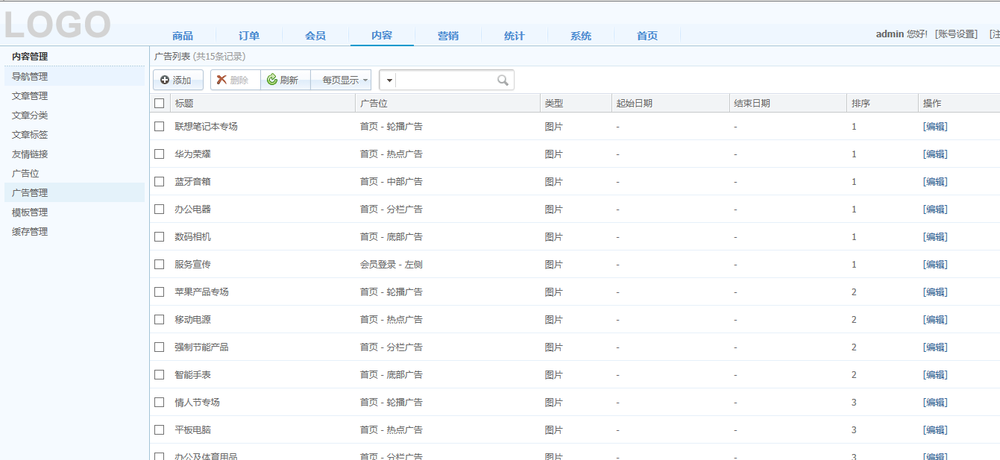 LOGO
商品 订单 会员 内容 营销 统计 系统 首页
admin 您好! [账号设置] [注
内容管理
导航管理
文章管理
文章分类
文章标签
友情链接
广告位
广告管理
模板管理
缓存管理
广告列表 (共15条记录)
添加 删除 刷新 每页显示
标题 广告位 类型 起始日期 结束日期 排序 操作
联想笔记本专场 首页 - 轮播广告 图片 - - 1 [编辑]
华为荣耀 首页 - 热点广告 图片 - - 1 [编辑]
蓝牙音箱 首页 - 中部广告 图片 - - 1 [编辑]
办公电器 首页 - 分栏广告 图片 - - 1 [编辑]
数码相机 首页 - 底部广告 图片 - - 1 [编辑]
服务宣传 会员登录 - 左侧 图片 - - 1 [编辑]
苹果产品专场 首页 - 轮播广告 图片 - - 2 [编辑]
移动电源 首页 - 热点广告 图片 - - 2 [编辑]
强制节能产品 首页 - 分栏广告 图片 - - 2 [编辑]
智能手表 首页 - 底部广告 图片 - - 2 [编辑]
情人节专场 首页 - 轮播广告 图片 - - 3 [编辑]
平板电脑 首页 - 热点广告 图片 - - 3 [编辑]
办公及体育用品 首页 - 分栏广告 图片 - - 3 [编辑]